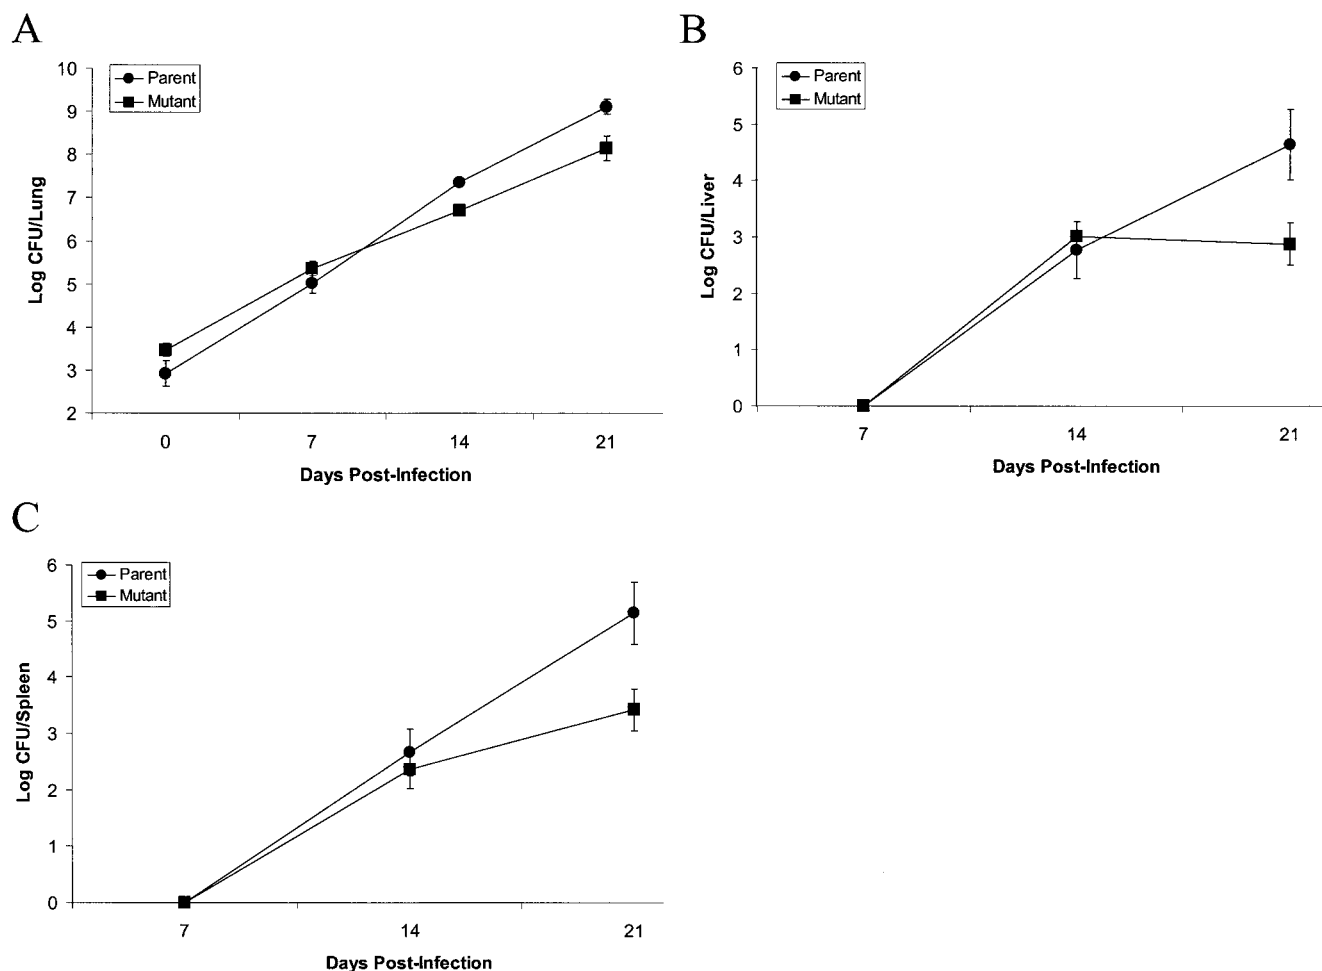 A
Parent
Mutant
Log CFU/Lung
10
9
8
7
6
5
4
3
2
0
7
14
21
Days Post-Infection
B
Parent
Mutant
Log CFU/Liver
6
5
4
3
2
1
0
7
14
21
Days Post-Infection
C
Parent
Mutant
Log CFU/Spleen
6
5
4
3
2
1
0
7
14
21
Days Post-Infection